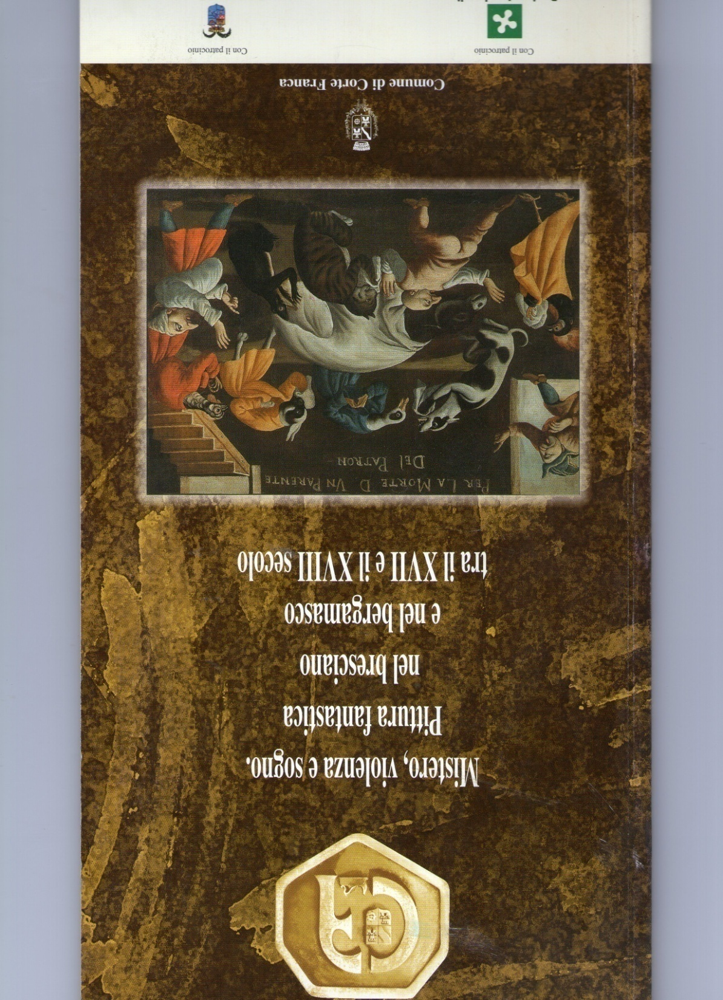 Mistero, violenza e sogno.
Pittura fantastica
nel bresciano
e nel bergamasco
tra il XVII e il XVIII secolo
PER LA MORTE D VN PARENTE
DEL PATRON
Comune di Corte Franca
Con il patrocinio
Con il patrocinio